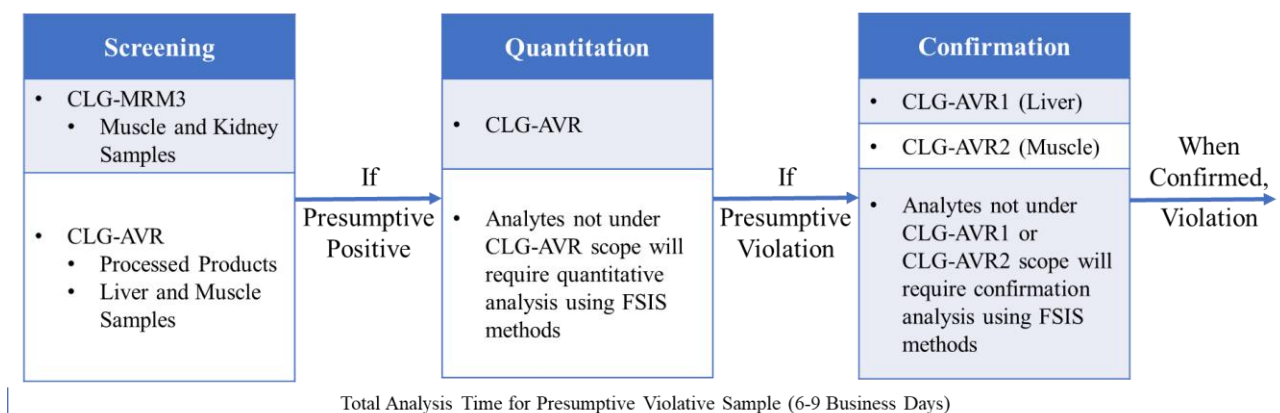 Screening
• CLG-MRM3
• Muscle and Kidney
Samples
• CLG-AVR
• Processed Products
• Liver and Muscle
Samples
If
Presumptive
Positive
Quantitation
• CLG-AVR
• Analytes not under
CLG-AVR scope will
require quantitative
analysis using FSIS
methods
If
Presumptive
Violation
Confirmation
• CLG-AVR1 (Liver)
• CLG-AVR2 (Muscle)
• Analytes not under
CLG-AVR1 or
CLG-AVR2 scope will
require confirmation
analysis using FSIS
methods
When
Confirmed,
Violation
Total Analysis Time for Presumptive Violative Sample (6-9 Business Days)